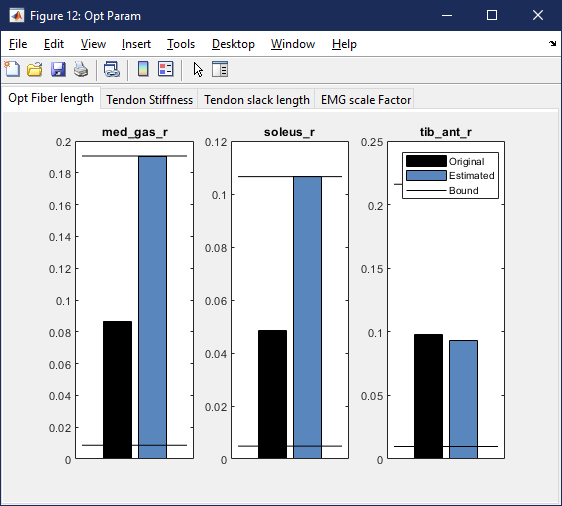 Figure 12: Opt Param
File Edit View Insert Tools Desktop Window Help
Opt Fiber length Tendon Stiffness Tendon slack length EMG scale Factor
med_gas_r
0.2
0.18
0.16
0.14
0.12
0.1
0.08
0.06
0.04
0.02
0
soleus_r
0.12
0.1
0.08
0.06
0.04
0.02
0
tib_ant_r
0.25
0.2
0.15
0.1
0.05
0
Original
Estimated
Bound